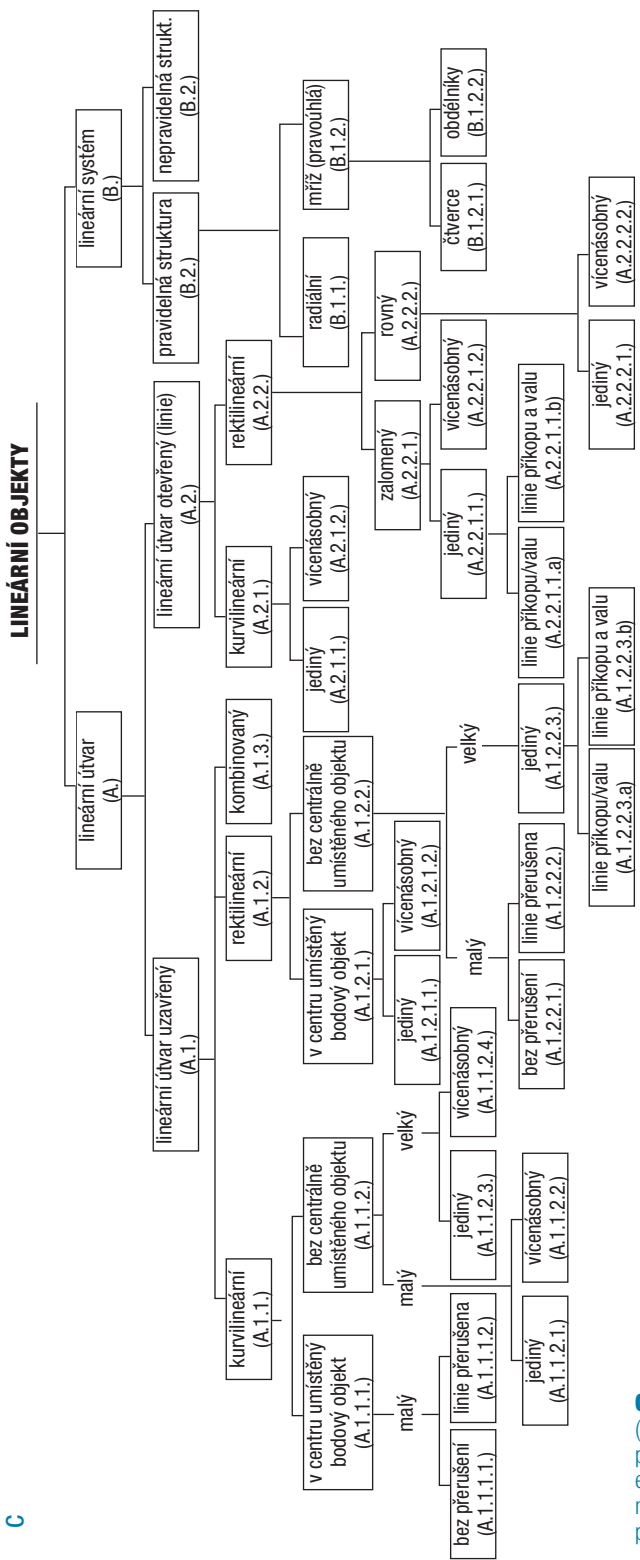 C
LINEÁRNÍ OBJEKTY
lineární útvar
(A.)
lineární systém
(B.)
lineární útvar uzavřený
(A.1.)
lineární útvar otevřený (linie)
(A.2.)
pravidelná struktura
(B.2.)
nepravidelná strukt.
(B.2.)
kurvilineární
(A.1.1.)
rektilineární
(A.1.2.)
kombinovaný
(A.1.3.)
kurvilineární
(A.2.1.)
rektilineární
(A.2.2.)
v centru umístěný
bodový objekt
(A.1.1.1.)
bez centrálně
umístěného objektu
(A.1.1.2.)
v centru umístěný
bodový objekt
(A.1.2.1.)
bez centrálně
umístěného objektu
(A.1.2.2.)
jediný
(A.2.1.1.)
vícenásobný
(A.2.1.2.)
radiální
(B.1.1.)
mříž (pravoúhlá)
(B.1.2.)
malý
malý
velký
jediný
(A.1.2.1.1.)
vícenásobný
(A.1.2.1.2.)
zalomený
(A.2.2.1.)
rovný
(A.2.2.2.)
bez přerušení
(A.1.1.1.1.)
linie přerušena
(A.1.1.1.2.)
jediný
(A.1.1.2.3.)
vícenásobný
(A.1.1.2.4.)
malý
velký
jediný
(A.2.2.1.1.)
vícenásobný
(A.2.2.1.2.)
čtverce
(B.1.2.1.)
obdélníky
(B.1.2.2.)
jediný
(A.1.1.2.1.)
vícenásobný
(A.1.1.2.2.)
bez přerušení
(A.1.2.2.1.)
linie přerušena
(A.1.2.2.2.)
jediný
(A.1.2.2.3.)
linie příkopu/valu
(A.2.2.1.1.a)
linie příkopu a valu
(A.2.2.1.1.b)
linie příkopu/valu
(A.1.2.2.3.a)
linie příkopu a valu
(A.1.2.2.3.b)
jediný
(A.2.2.2.1.)
vícenásobný
(A.2.2.2.2.)